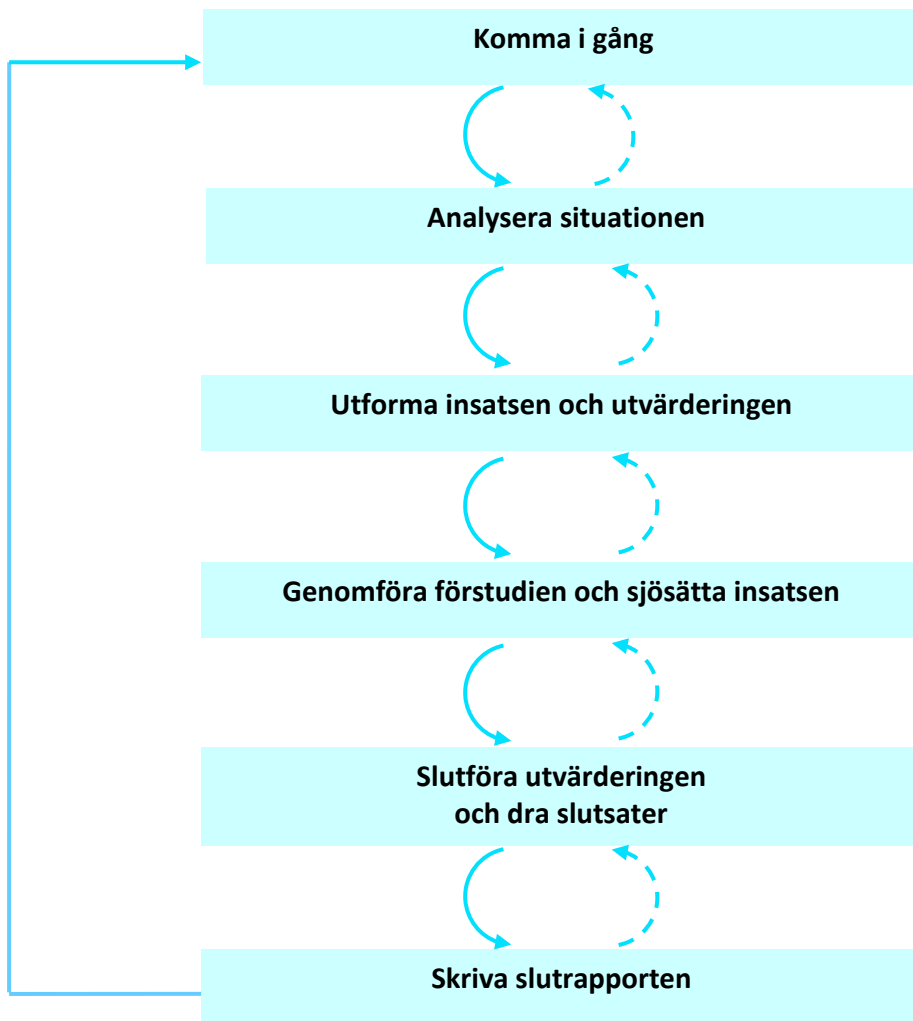 Komma i gång
Analysera situationen
Utforma insatsen och utvärderingen
Genomföra förstudien och sjösätta insatsen
Slutföra utvärderingen
och dra slutsater
Skriva slutrapporten